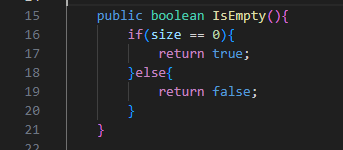 15 public boolean IsEmpty(){
16 if(size == 0){
17 return true;
18 }else{
19 return false;
20 }
21 }
22